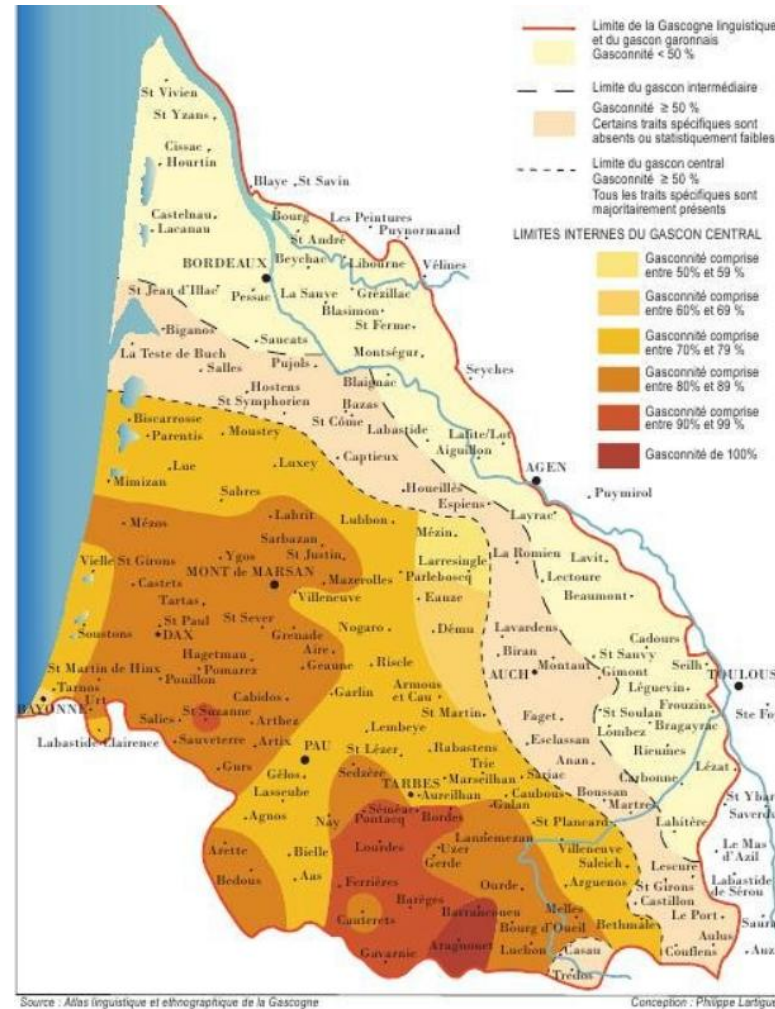 Limite de la Gascogne linguistique
et du gascon garonnais
Gasconnité < 50 %
Limite du gascon intermédiaire
Gasconnité ≥ 50 %
Certains traits spécifiques sont
absents ou statistiquement faibles
Limite du gascon central
Gasconnité ≥ 50 %
Tous les traits spécifiques sont
majoritairement présents
LIMITES INTERNES DU GASCON CENTRAL
Gasconnité comprise
entre 50% et 59 %
Gasconnité comprise
entre 60% et 69 %
Gasconnité comprise
entre 70% et 79 %
Gasconnité comprise
entre 80% et 89 %
Gasconnité comprise
entre 90% et 99 %
Gasconnité de 100%
St Vivien
St Yzans
Cissac
Hourtin
Blaye
St Savin
Castelnau
Lacanau
Bourg
Les Peintures
St André
Puynormand
Beychac
Libourne
Vélines
BORDEAUX
St Jean d'Illac
Pessac
La Sauve
Grézillac
Blasimon
St Ferme
Biganos
Saucats
Montségur
La Teste de Buch
Salles
Pujols
Blaignac
Seyches
Hostens
St Symphorien
Bazas
Biscarrosse
St Côme
Labastide
Lafite/Lot
Parentis
Moustey
Aiguillon
AGEN
Luc
Luxey
Captieux
Mimizan
Houeillès
Puymirol
Sabres
Espiens
Layrac
Mézos
Labrit
Lubbon
Mézin
Sarbazan
La Romieu
Lavit
Vielle St Girons
Ygos
St Justin
Larressingle
Castets
MONT de MARSAN
Mazerolles
Parleboscq
Lectoure
Tartas
Villeneuve
Eauze
Beaumont
St Paul
St Sever
Soustons
DAX
Grenade
Nogaro
Dému
Lavardens
Cadours
Hagetman
Aire
Biran
St Sauvy
Seilh
St Martin de Hinx
Pomarez
Geaune
Riscle
Montaut
Gimont
TOULOUS
Pouillon
AUCH
Léguevin
Tarnos
Cabidos
Garlin
Armous
et Cau
Frouzins
BAYONNE
Urt
St Suzanne
St Martin
St Soulan
Ste Fo
Salies
Arthez
Faget
Lombez
Bragayrac
Labastide Clairence
Sauveterre
Artix
Lembeye
Esclassan
Rieumes
PAU
St Lézer
Rabastens
Anan
Lézat
Gurs
Trie
Gélos
Sedzère
Marseilhan
Sariac
Carbonne
Lasseube
TARBES
Aureilhan
Caubous
Boussan
St Ybar
Séméac
Galan
Martres
Saverdu
Agnos
Nay
Pontacq
Bordes
St Plancard
Lahitère
Lannemezan
Le Mas
d'Azil
Arette
Bielle
Lourdes
Uzer
Villeneuve
Lescure
Gerde
Saleich
Bedous
Aas
Ferrières
Ourde
Arguenos
St Girons
Labastide
de Sérou
Castillon
Barèges
Melles
Le Port
Saura
Cauterets
Barrancoueu
Bourg d'Oueil
Bethmale
Aulus
Aragnouet
Luchon
Casau
Couflens
Auz
Gavarnie
Trédos
Source : Atlas linguistique et ethnographique de la Gascogne
Conception : Philippe Lartigue